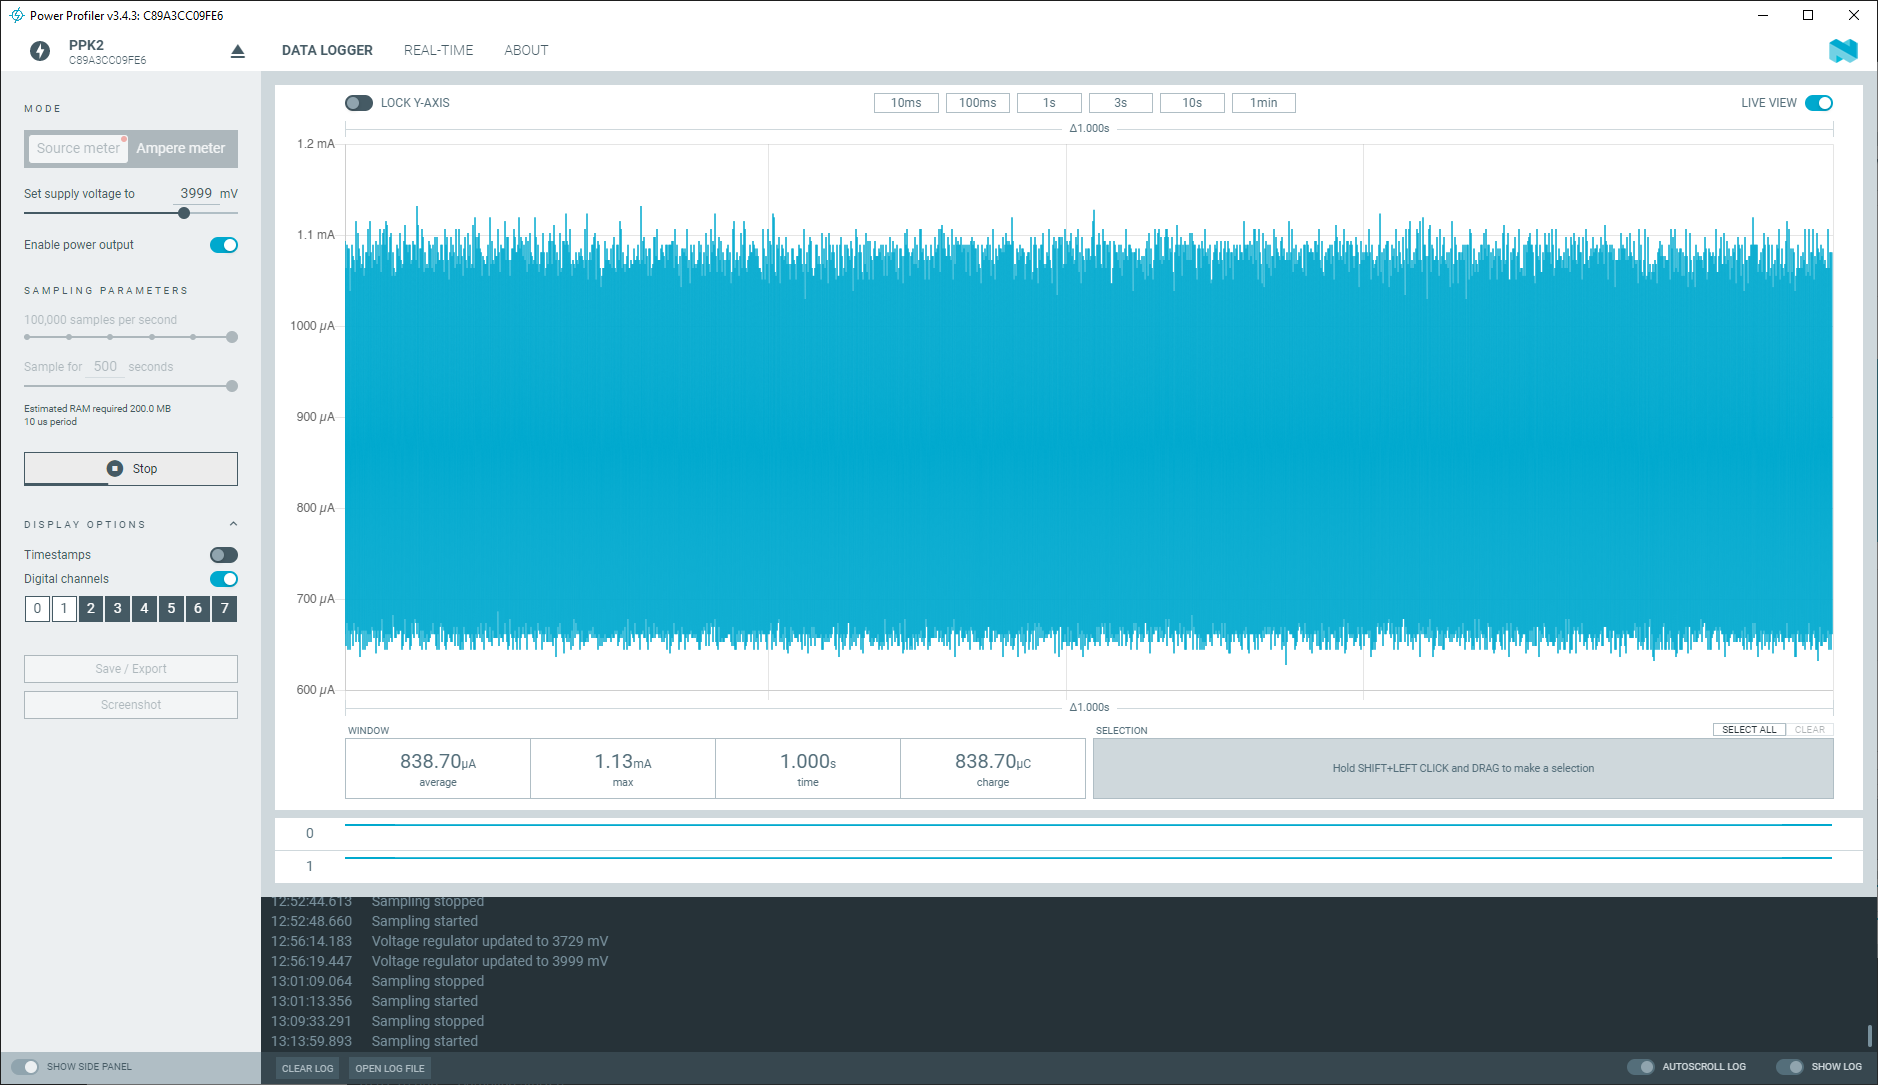 Power Profiler v3.4.3: C89A3CC09FE6
PPK2
C89A3CC09FE6
DATA LOGGER REAL-TIME ABOUT
MODE
Source meter Ampere meter
Set supply voltage to 3999 mV
Enable power output
SAMPLING PARAMETERS
100,000 samples per second
Sample for 500 seconds
Estimated RAM required 200.0 MB
10 us period
Stop
DISPLAY OPTIONS
Timestamps
Digital channels
0 1 2 3 4 5 6 7
Save / Export
Screenshot
SHOW SIDE PANEL
LOCK Y-AXIS 10ms 100ms 1s 3s 10s 1min LIVE VIEW
Δ1.000s
1.2 mA
1.1 mA
1000 µA
900 µA
800 µA
700 µA
600 µA
Δ1.000s
WINDOW
838.70µA
average
1.13mA
max
1.000s
time
838.70µC
charge
SELECTION SELECT ALL CLEAR
Hold SHIFT+LEFT CLICK and DRAG to make a selection
0
1
12:52:44.613 Sampling stopped
12:52:48.660 Sampling started
12:56:14.183 Voltage regulator updated to 3729 mV
12:56:19.447 Voltage regulator updated to 3999 mV
13:01:09.064 Sampling stopped
13:01:13.356 Sampling started
13:09:33.291 Sampling stopped
13:13:59.893 Sampling started
CLEAR LOG OPEN LOG FILE AUTOSCROLL LOG SHOW LOG